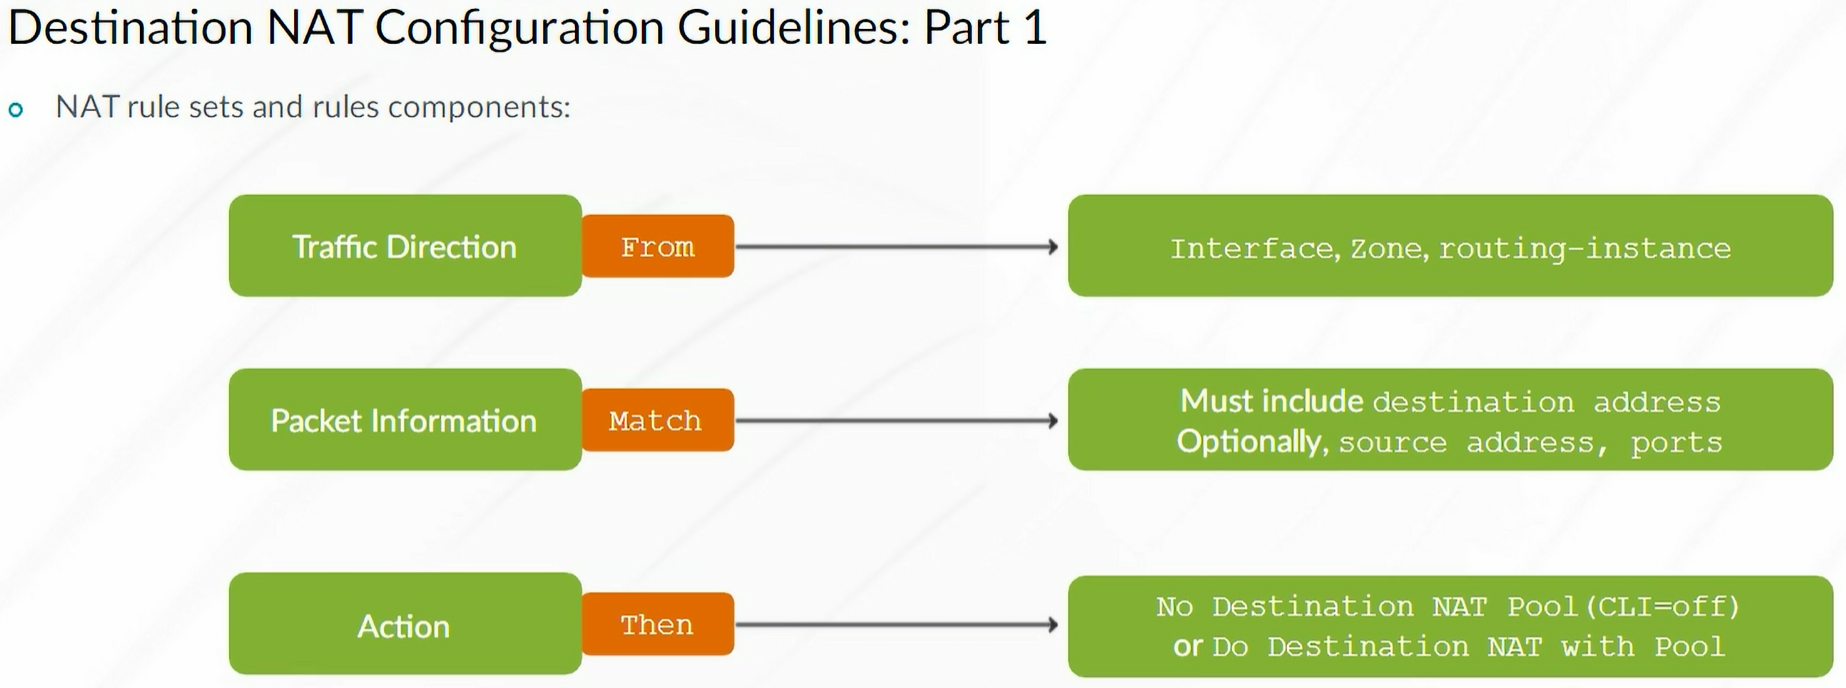 Destination NAT Configuration Guidelines: Part 1
NAT rule sets and rules components:
Traffic Direction
From
Interface, Zone, routing-instance
Packet Information
Match
Must include destination address
Optionally, source address, ports
Action
Then
No Destination NAT Pool(CLI=off)
or Do Destination NAT with Pool